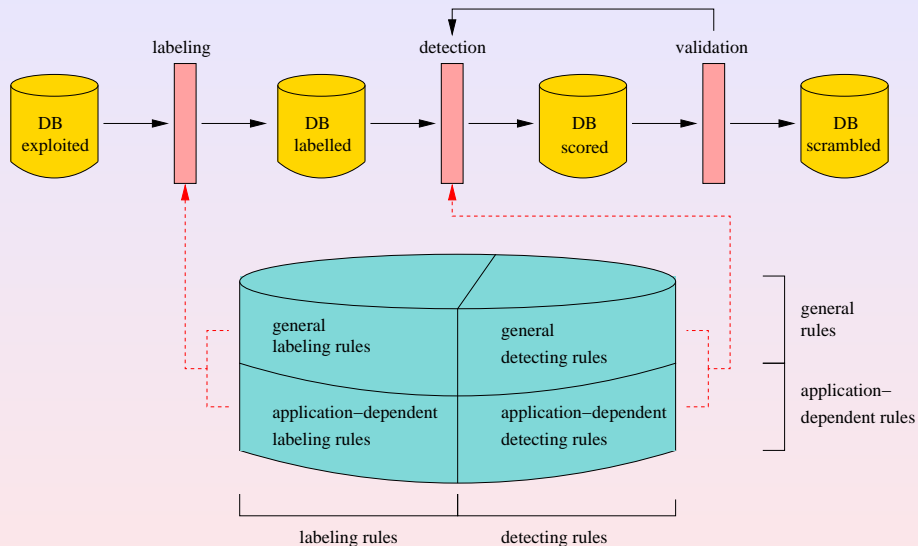 labeling
detection
validation
DB
exploited
DB
labelled
DB
scored
DB
scrambled
general
labeling rules
general
detecting rules
general
rules
application−dependent
labeling rules
application−dependent
detecting rules
application−
dependent rules
labeling rules
detecting rules